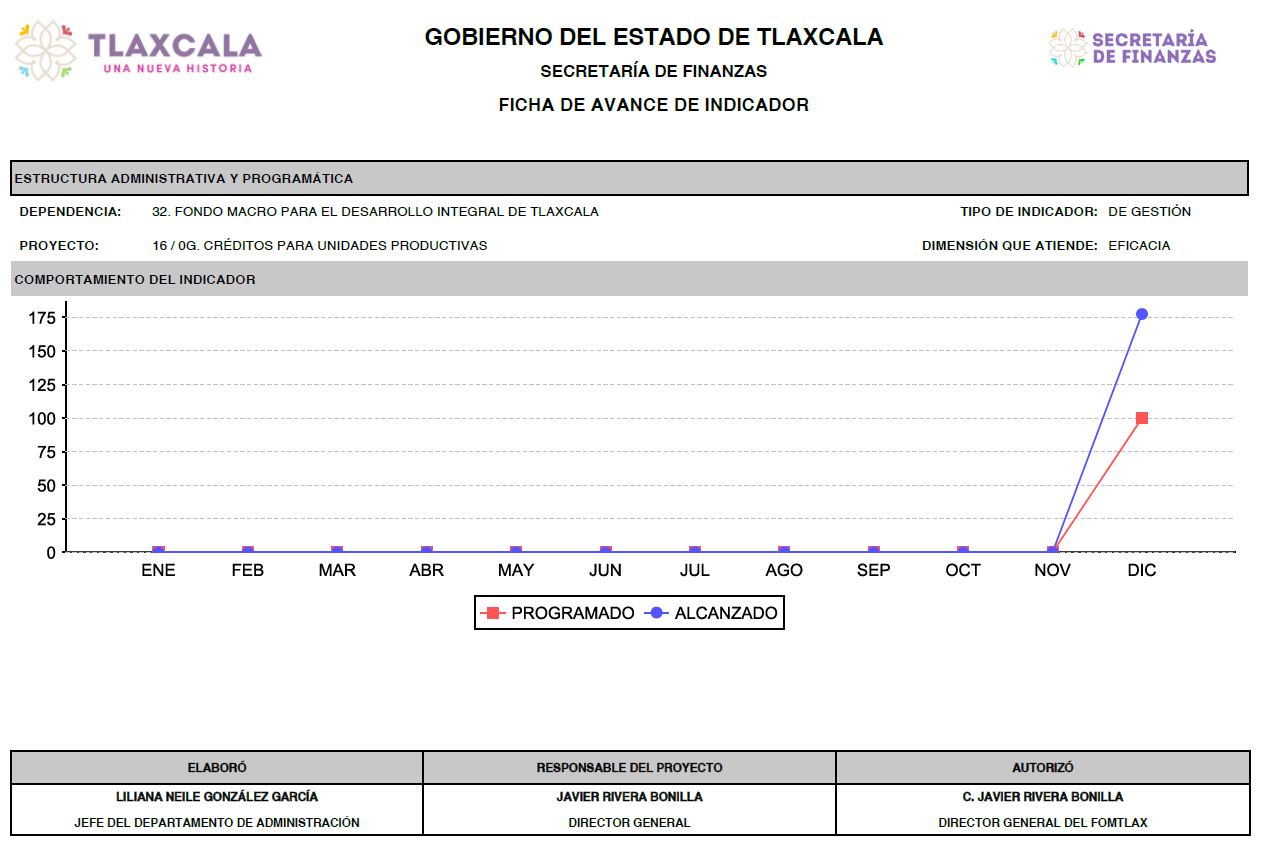 TLAXCALA
UNA NUEVA HISTORIA
GOBIERNO DEL ESTADO DE TLAXCALA
SECRETARÍA DE FINANZAS
FICHA DE AVANCE DE INDICADOR
SECRETARÍA
DE FINANZAS
ESTRUCTURA ADMINISTRATIVA Y PROGRAMÁTICA
DEPENDENCIA: 32. FONDO MACRO PARA EL DESARROLLO INTEGRAL DE TLAXCALA TIPO DE INDICADOR: DE GESTIÓN
PROYECTO: 16 / 0G. CRÉDITOS PARA UNIDADES PRODUCTIVAS DIMENSIÓN QUE ATIENDE: EFICACIA
COMPORTAMIENTO DEL INDICADOR
175
150
125
100
75
50
25
0
ENE FEB MAR ABR MAY JUN JUL AGO SEP OCT NOV DIC
PROGRAMADO ALCANZADO
ELABORÓ RESPONSABLE DEL PROYECTO AUTORIZÓ
LILIANA NEILE GONZÁLEZ GARCÍA JAVIER RIVERA BONILLA C. JAVIER RIVERA BONILLA
JEFE DEL DEPARTAMENTO DE ADMINISTRACIÓN DIRECTOR GENERAL DIRECTOR GENERAL DEL FOMTLAX